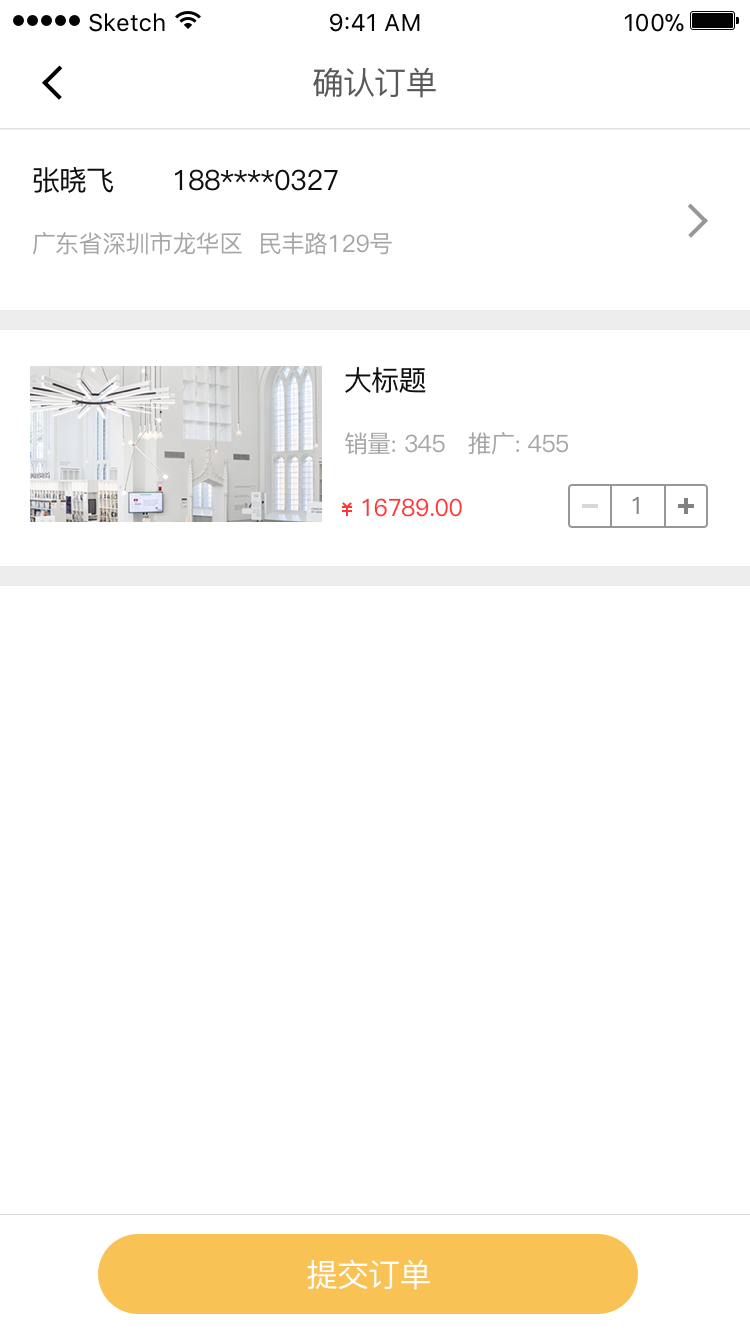 Sketch 9:41 AM 100%
确认订单
张晓飞 188****0327
广东省深圳市龙华区 民丰路129号
大标题
销量: 345 推广: 455
¥ 16789.00 1
提交订单